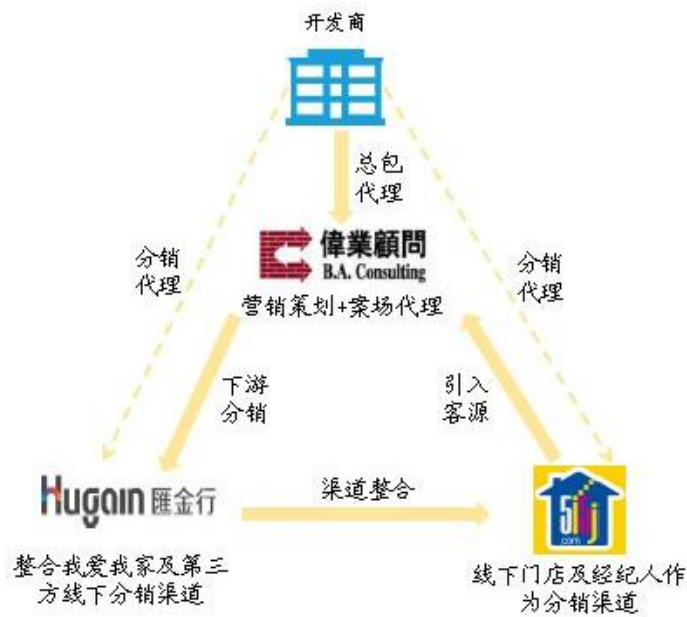 开发商
总包
代理
偉業顧問
B.A. Consulting
营销策划+案场代理
分销
代理
分销
代理
下游
分销
引入
客源
Hugain 匯金行
渠道整合
5i5j
.com
整合我爱我家及第三
方线下分销渠道
线下门店及经纪人作
为分销渠道